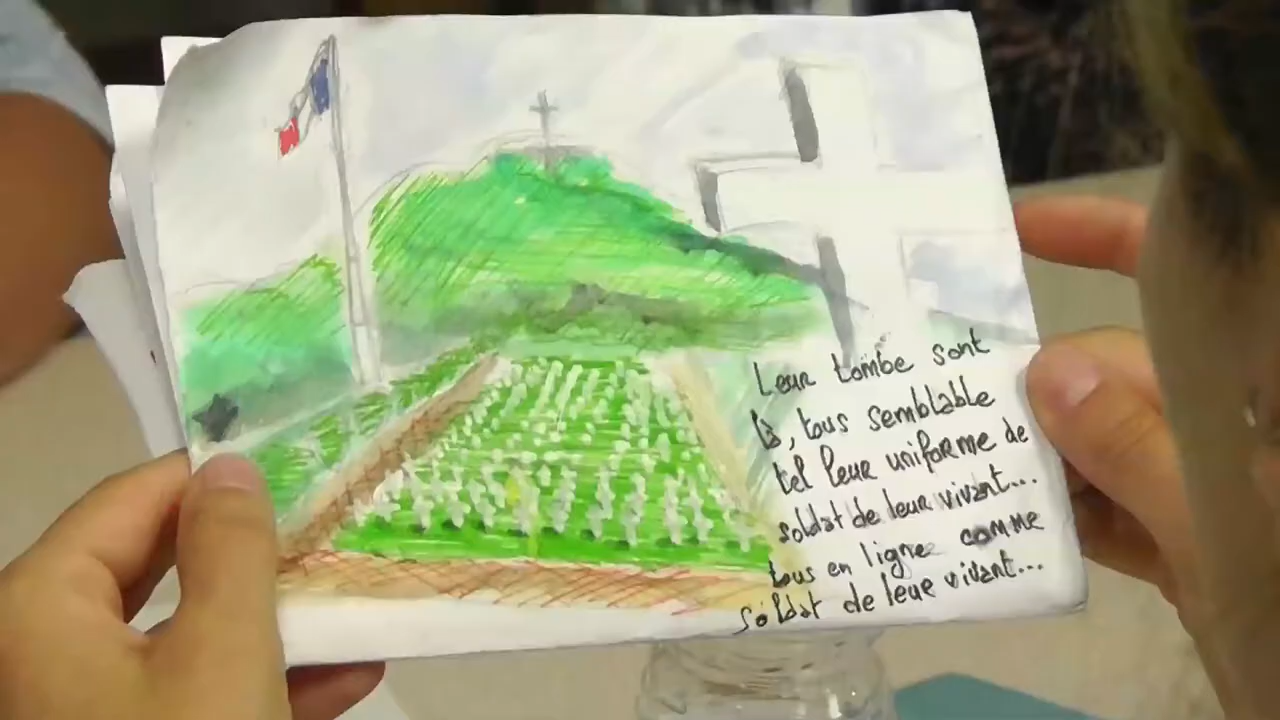 Leur tombe sont
là, tous semblable
tel leur uniforme de
soldat de leur vivant...
tous en ligne comme
soldat de leur vivant...